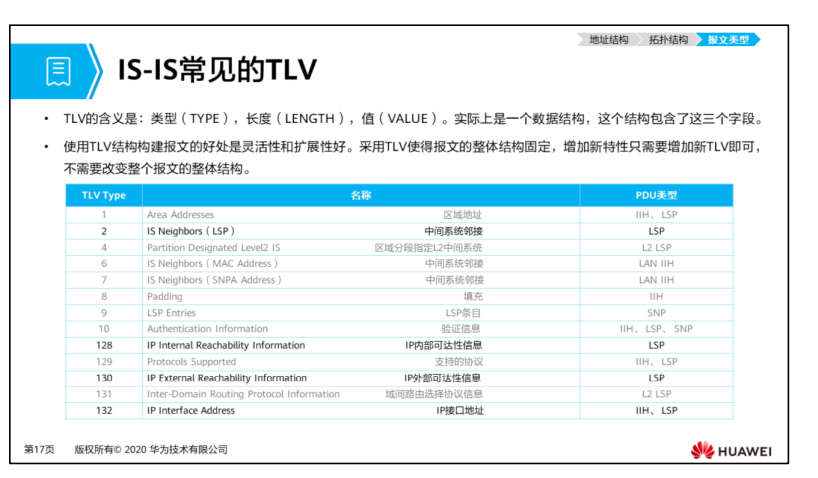 地址结构 拓扑结构 报文类型
IS-IS常见的TLV
• TLV的含义是：类型（TYPE），长度（LENGTH），值（VALUE）。实际上是一个数据结构，这个结构包含了这三个字段。
• 使用TLV结构构建报文的好处是灵活性和扩展性好。采用TLV使得报文的整体结构固定，增加新特性只需要增加新TLV即可，
不需要改变整个报文的整体结构。
TLV Type 名称 PDU类型
1 Area Addresses 区域地址 IIH、LSP
2 IS Neighbors（LSP） 中间系统邻接 LSP
4 Partition Designated Level2 IS 区域分段指定L2中间系统 L2 LSP
6 IS Neighbors（MAC Address） 中间系统邻接 LAN IIH
7 IS Neighbors（SNPA Address） 中间系统邻接 LAN IIH
8 Padding 填充 IIH
9 LSP Entries LSP条目 SNP
10 Authentication Information 验证信息 IIH、LSP、SNP
128 IP Internal Reachability Information IP内部可达性信息 LSP
129 Protocols Supported 支持的协议 IIH、LSP
130 IP External Reachability Information IP外部可达性信息 LSP
131 Inter-Domain Routing Protocol Information 域间路由选择协议信息 L2 LSP
132 IP Interface Address IP接口地址 IIH、LSP
第17页 版权所有© 2020 华为技术有限公司 HUAWEI